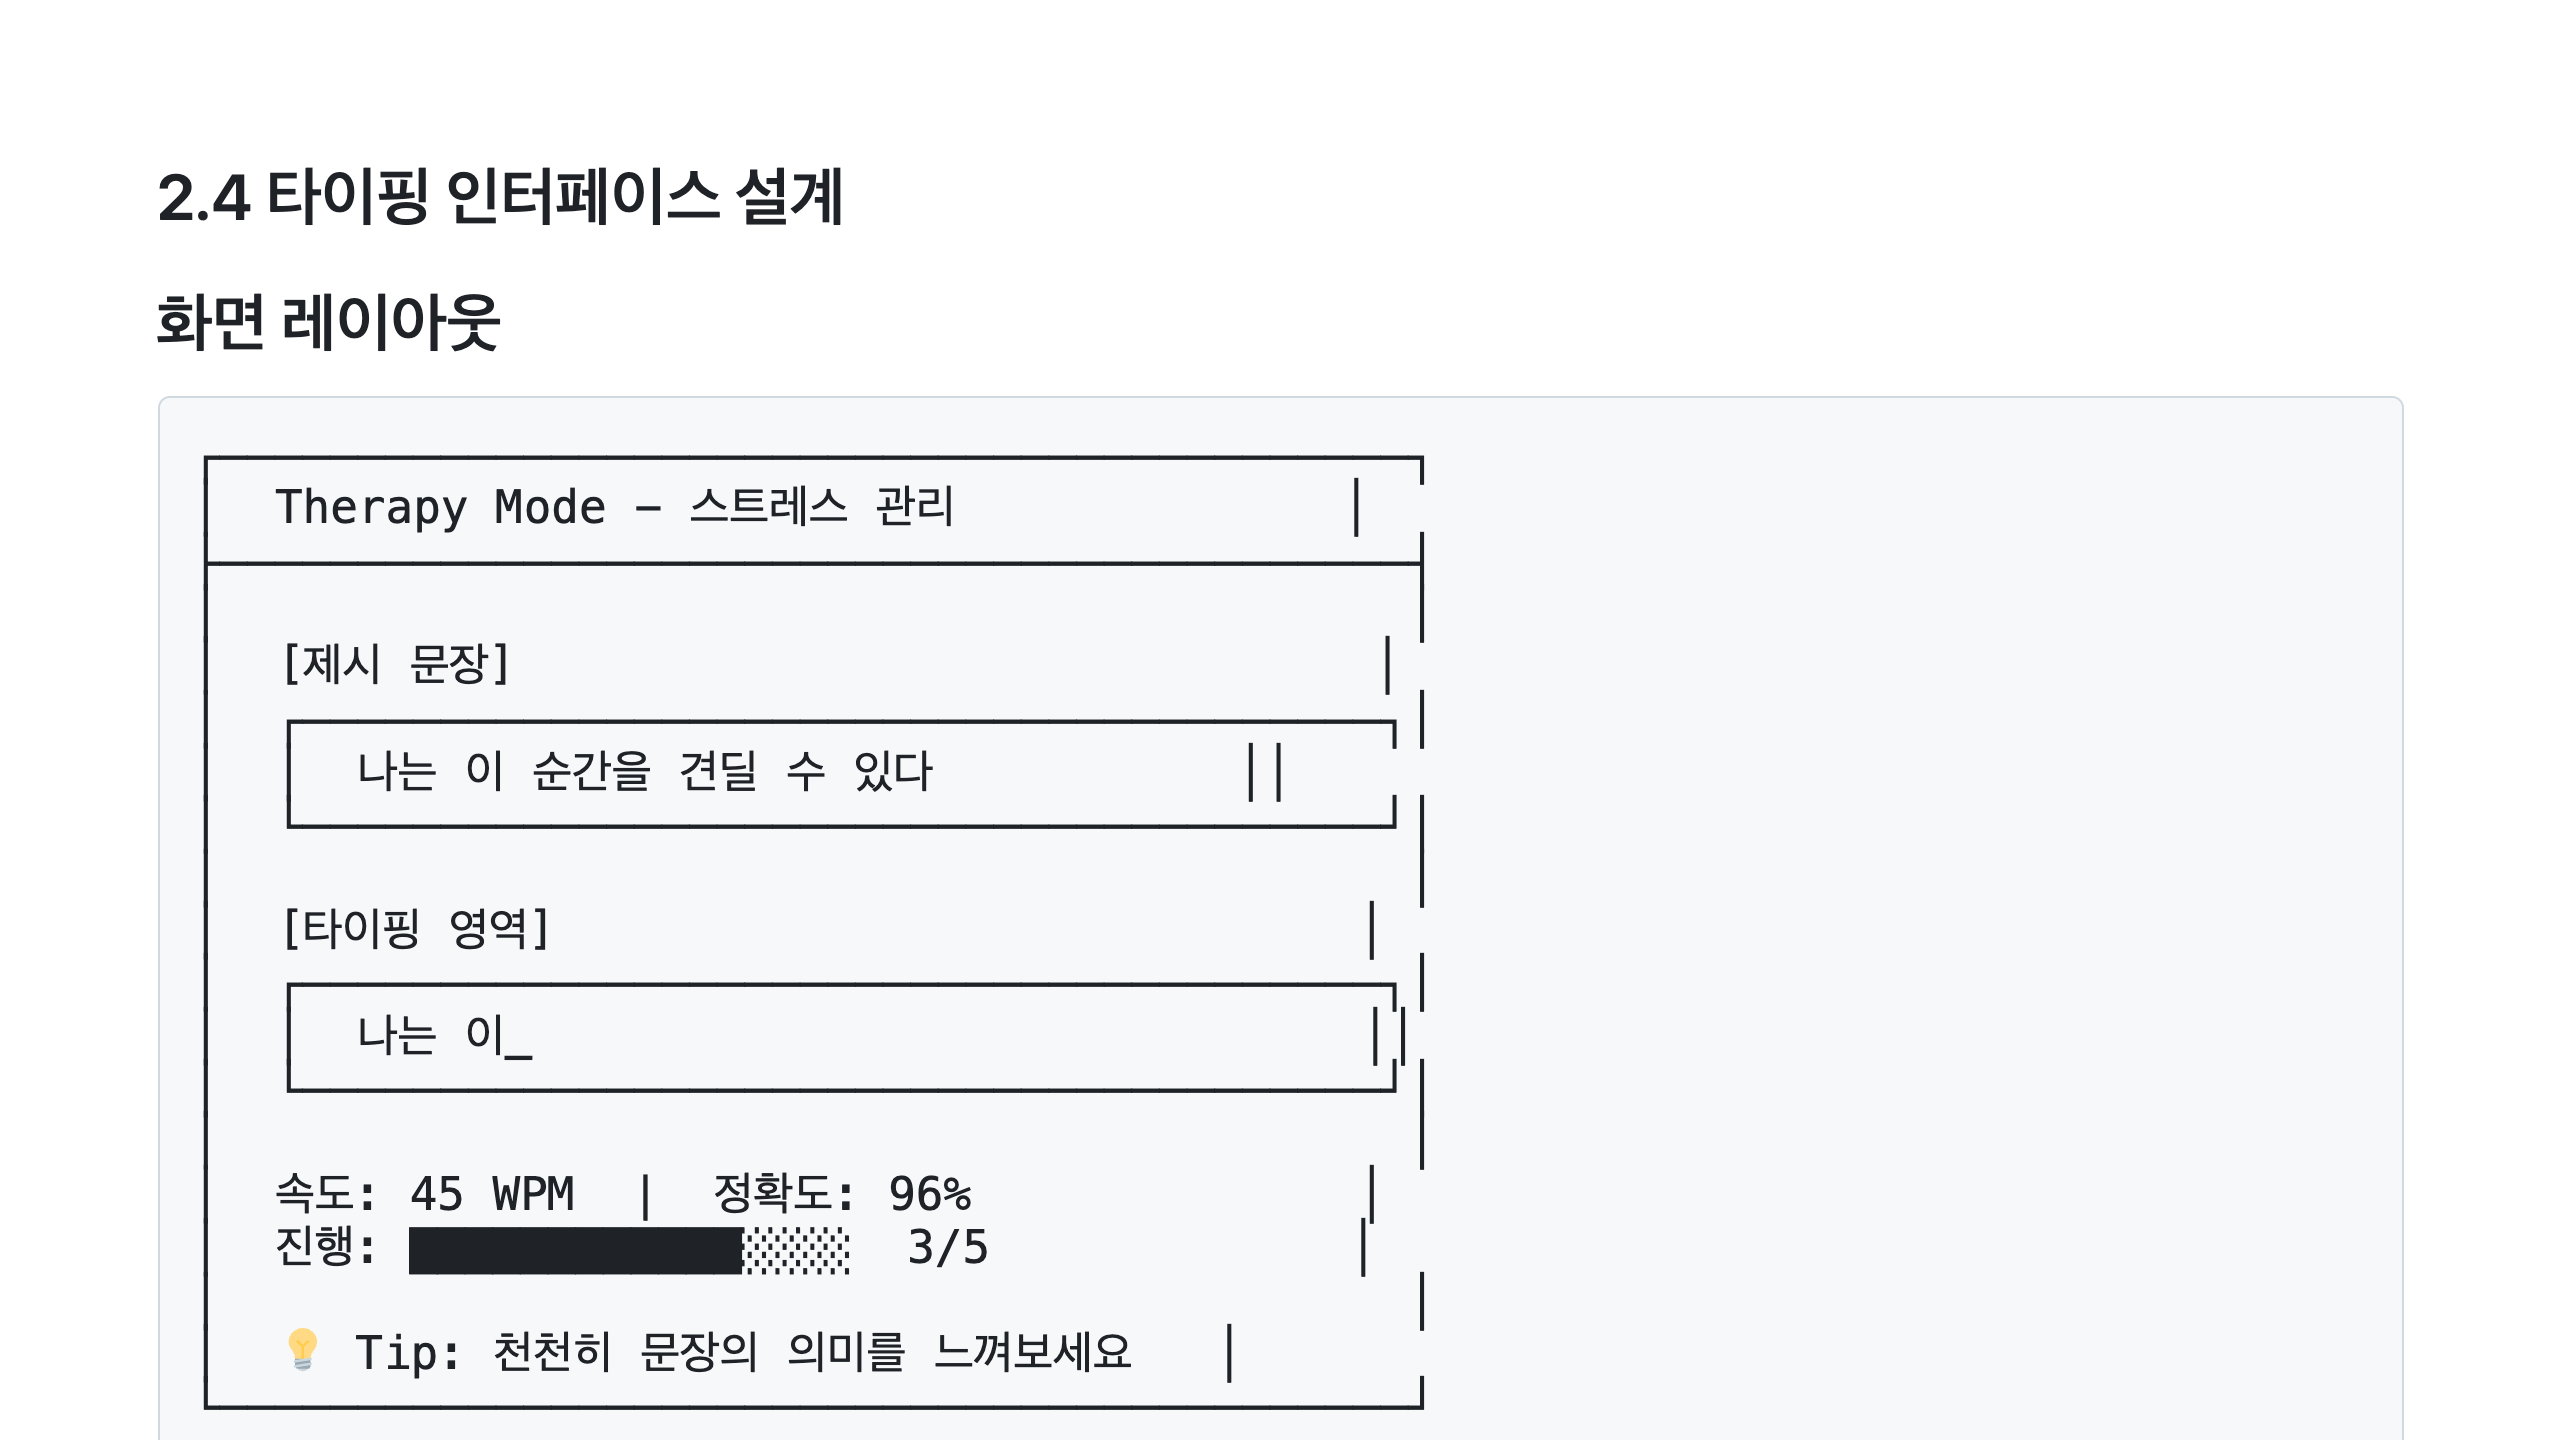 2.4 타이핑 인터페이스 설계
화면 레이아웃
Therapy Mode - 스트레스 관리
[제시 문장]
나는 이 순간을 견딜 수 있다
[타이핑 영역]
나는 이_
속도: 45 WPM | 정확도: 96%
진행: ████████████░░░░ 3/5
💡 Tip: 천천히 문장의 의미를 느껴보세요